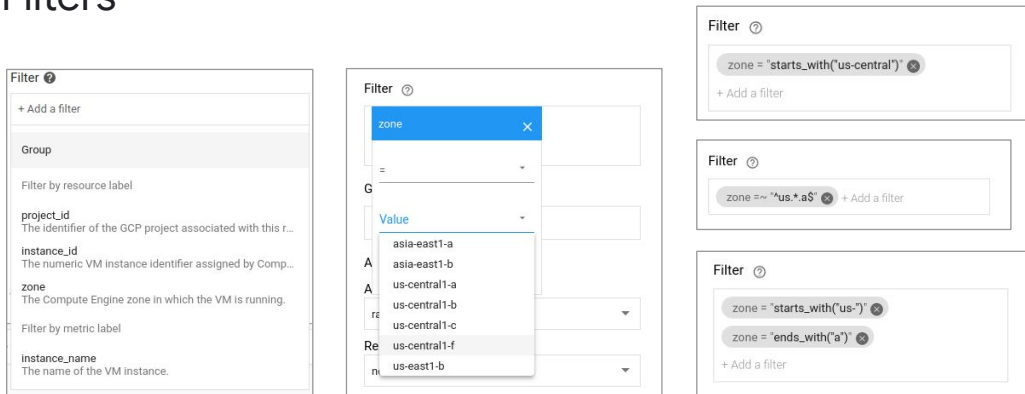 Filters
Filter
+ Add a filter
Group
Filter by resource label
project_id
The identifier of the GCP project associated with this r...
instance_id
The numeric VM instance identifier assigned by Comp...
zone
The Compute Engine zone in which the VM is running.
Filter by metric label
instance_name
The name of the VM instance.
Filter
zone
=
G
Value
asia-east1-a
asia-east1-b
us-central1-a
us-central1-b
us-central1-c
us-central1-f
us-east1-b
A
A
ra
Re
n
Filter
zone = "starts_with("us-central")"
+ Add a filter
Filter
zone =~ "^us.*.a$" + Add a filter
Filter
zone = "starts_with("us-")"
zone = "ends_with("a")"
+ Add a filter